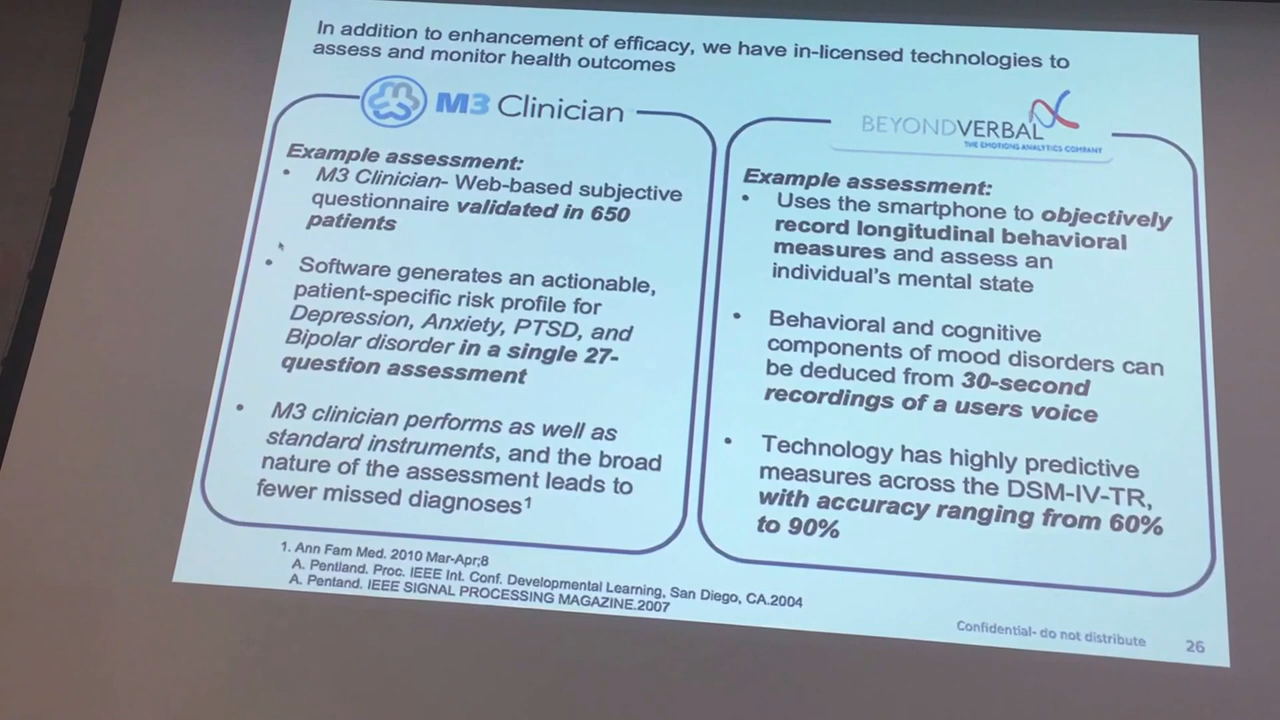 In addition to enhancement of efficacy, we have in-licensed technologies to
assess and monitor health outcomes
M3 Clinician
Example assessment:
• M3 Clinician- Web-based subjective
questionnaire validated in 650
patients
• Software generates an actionable,
patient-specific risk profile for
Depression, Anxiety, PTSD, and
Bipolar disorder in a single 27-
question assessment
• M3 clinician performs as well as
standard instruments, and the broad
nature of the assessment leads to
fewer missed diagnoses¹
BEYONDVERBAL
THE EMOTIONS ANALYTICS COMPANY
Example assessment:
• Uses the smartphone to objectively
record longitudinal behavioral
measures and assess an
individual's mental state
• Behavioral and cognitive
components of mood disorders can
be deduced from 30-second
recordings of a users voice
• Technology has highly predictive
measures across the DSM-IV-TR,
with accuracy ranging from 60%
to 90%
1. Ann Fam Med. 2010 Mar-Apr;8
A. Pentland. Proc. IEEE Int. Conf. Developmental Learning, San Diego, CA.2004
A. Pentand. IEEE SIGNAL PROCESSING MAGAZINE.2007
Confidential- do not distribute
26